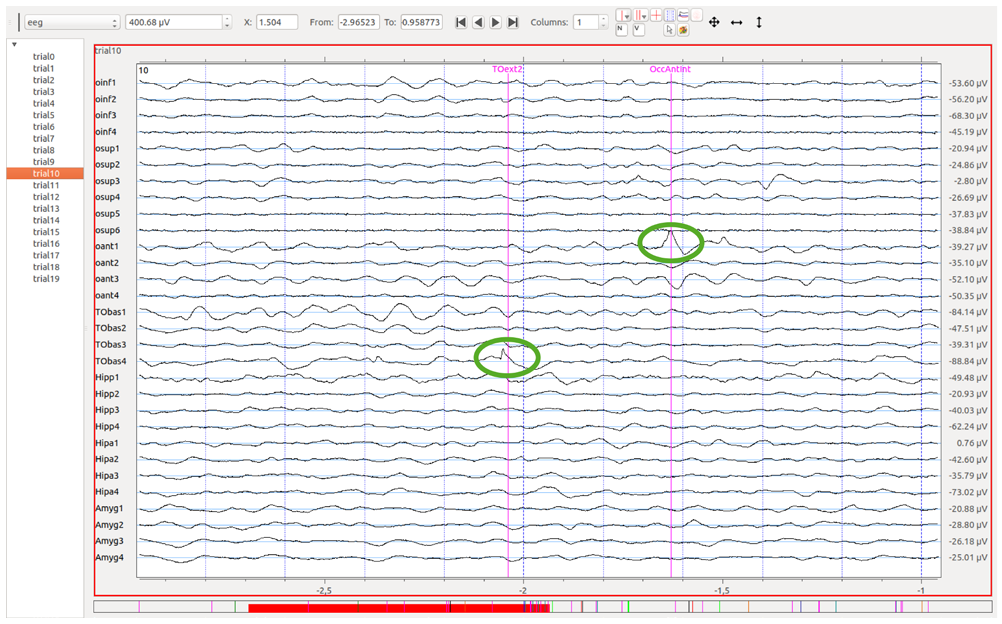 eeg 400.68 µV X: 1.504 From: -2.96523 To: 0.958773 Columns: 1
N V
trial0
trial1
trial2
trial3
trial4
trial5
trial6
trial7
trial8
trial9
trial10
trial11
trial12
trial13
trial14
trial15
trial16
trial17
trial18
trial19
trial10
TOext2 OccAntInt
10
oinf1 -53.60 µV
oinf2 -56.20 µV
oinf3 -68.30 µV
oinf4 -45.19 µV
osup1 -20.94 µV
osup2 -24.86 µV
osup3 -2.80 µV
osup4 -26.69 µV
osup5 -37.83 µV
osup6 -38.84 µV
oant1 -39.27 µV
oant2 -35.10 µV
oant3 -52.10 µV
oant4 -50.35 µV
TObas1 -84.14 µV
TObas2 -47.51 µV
TObas3 -39.31 µV
TObas4 -88.84 µV
Hipp1 -49.48 µV
Hipp2 -20.93 µV
Hipp3 -40.03 µV
Hipp4 -62.24 µV
Hipa1 0.76 µV
Hipa2 -42.60 µV
Hipa3 -35.79 µV
Hipa4 -73.02 µV
Amyg1 -20.88 µV
Amyg2 -28.80 µV
Amyg3 -26.18 µV
Amyg4 -25.01 µV
-2,5 -2 -1,5 -1